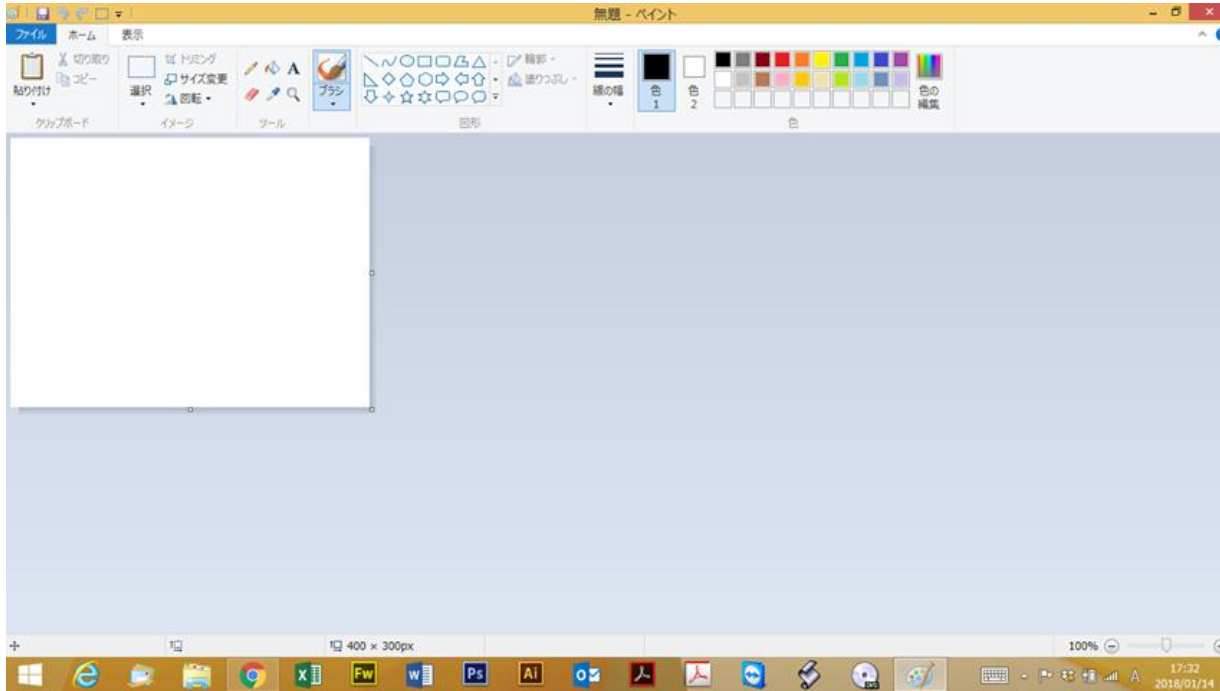 無題 - ペイント
ファイル ホーム 表示
貼り付け
切り取り
コピー
クリップボード
選択
トリミング
サイズ変更
回転
イメージ
A
ツール
ブラシ
輪郭
塗りつぶし
図形
線の幅
色
1
色
2
色の
編集
色
400 × 300px
100%
Fw
Ps
Ai
A
17:32
2018/01/14